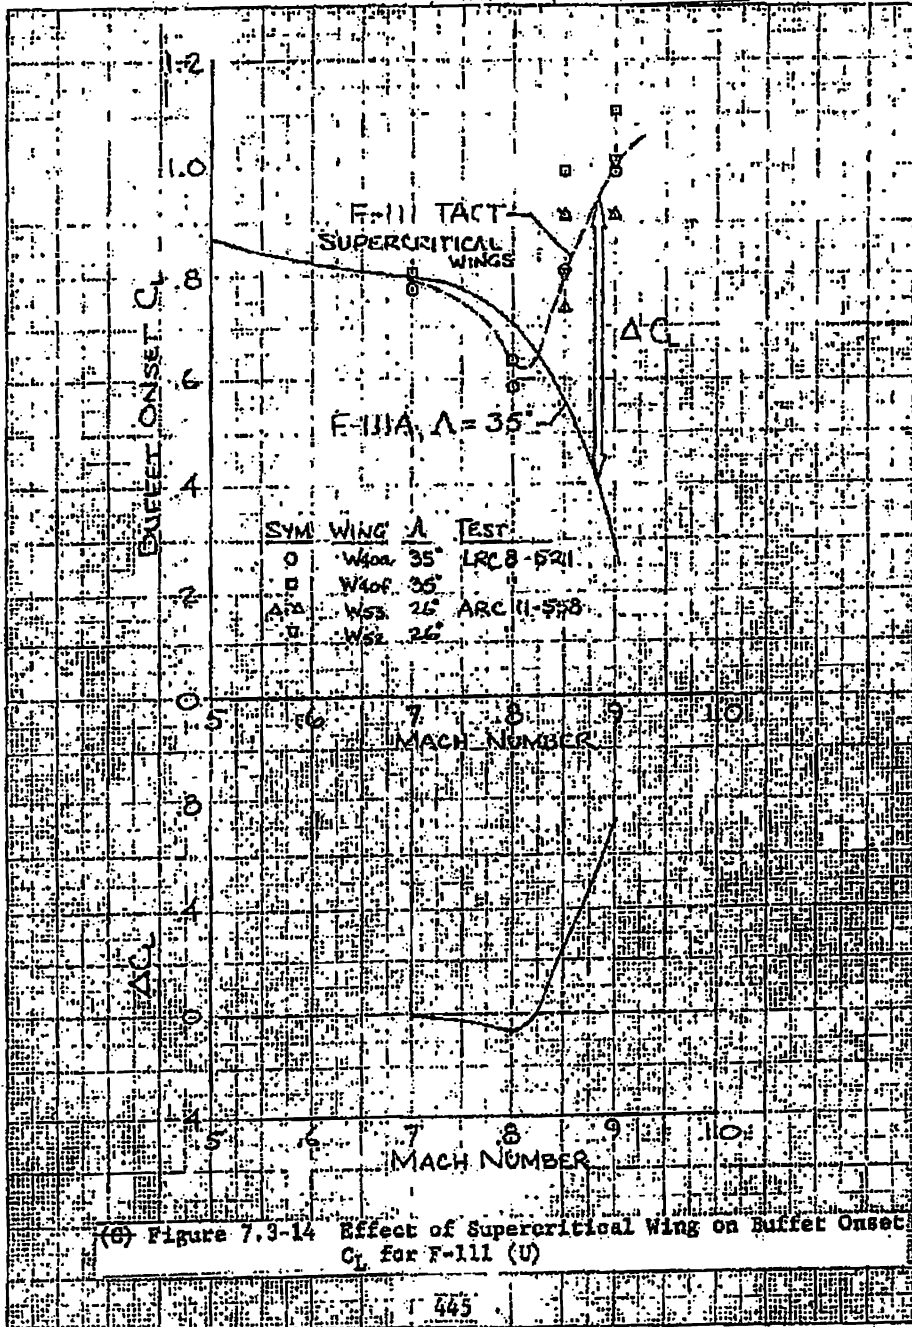 1.2
1.0
.8
.6
.4
.2
0
BUFFET ONSET CL
F-111 TACT
SUPERCRITICAL
WINGS
ΔCL
F-111A, Λ = 35°
SYM WING Λ TEST
W40a 35° LRC 8-5211
W40f 35°
W53 26° ARC 11-558
W52 26°
.5 .6 .7 .8 .9 1.0
MACH NUMBER
.8
.4
0
-.4
ΔCL
.5 .6 .7 .8 .9 1.0
MACH NUMBER
(C) Figure 7.3-14 Effect of Supercritical Wing on Buffet Onset
CL for F-111 (U)
445